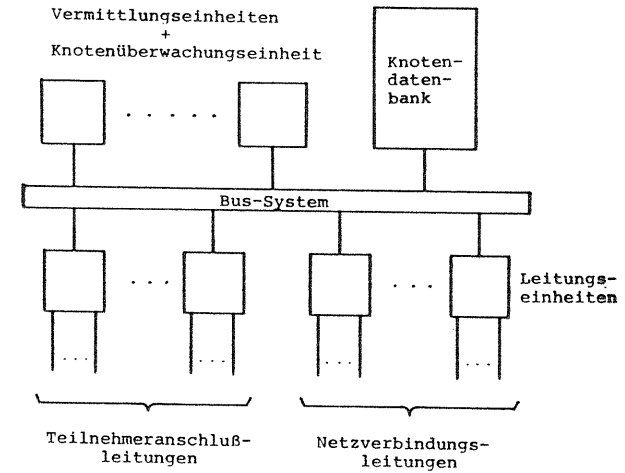 Vermittlungseinheiten
+
Knotenüberwachungseinheit
Knoten-
daten-
bank
Bus-System
Leitungs-
einheiten
Teilnehmeranschluß-
leitungen
Netzverbindungs-
leitungen